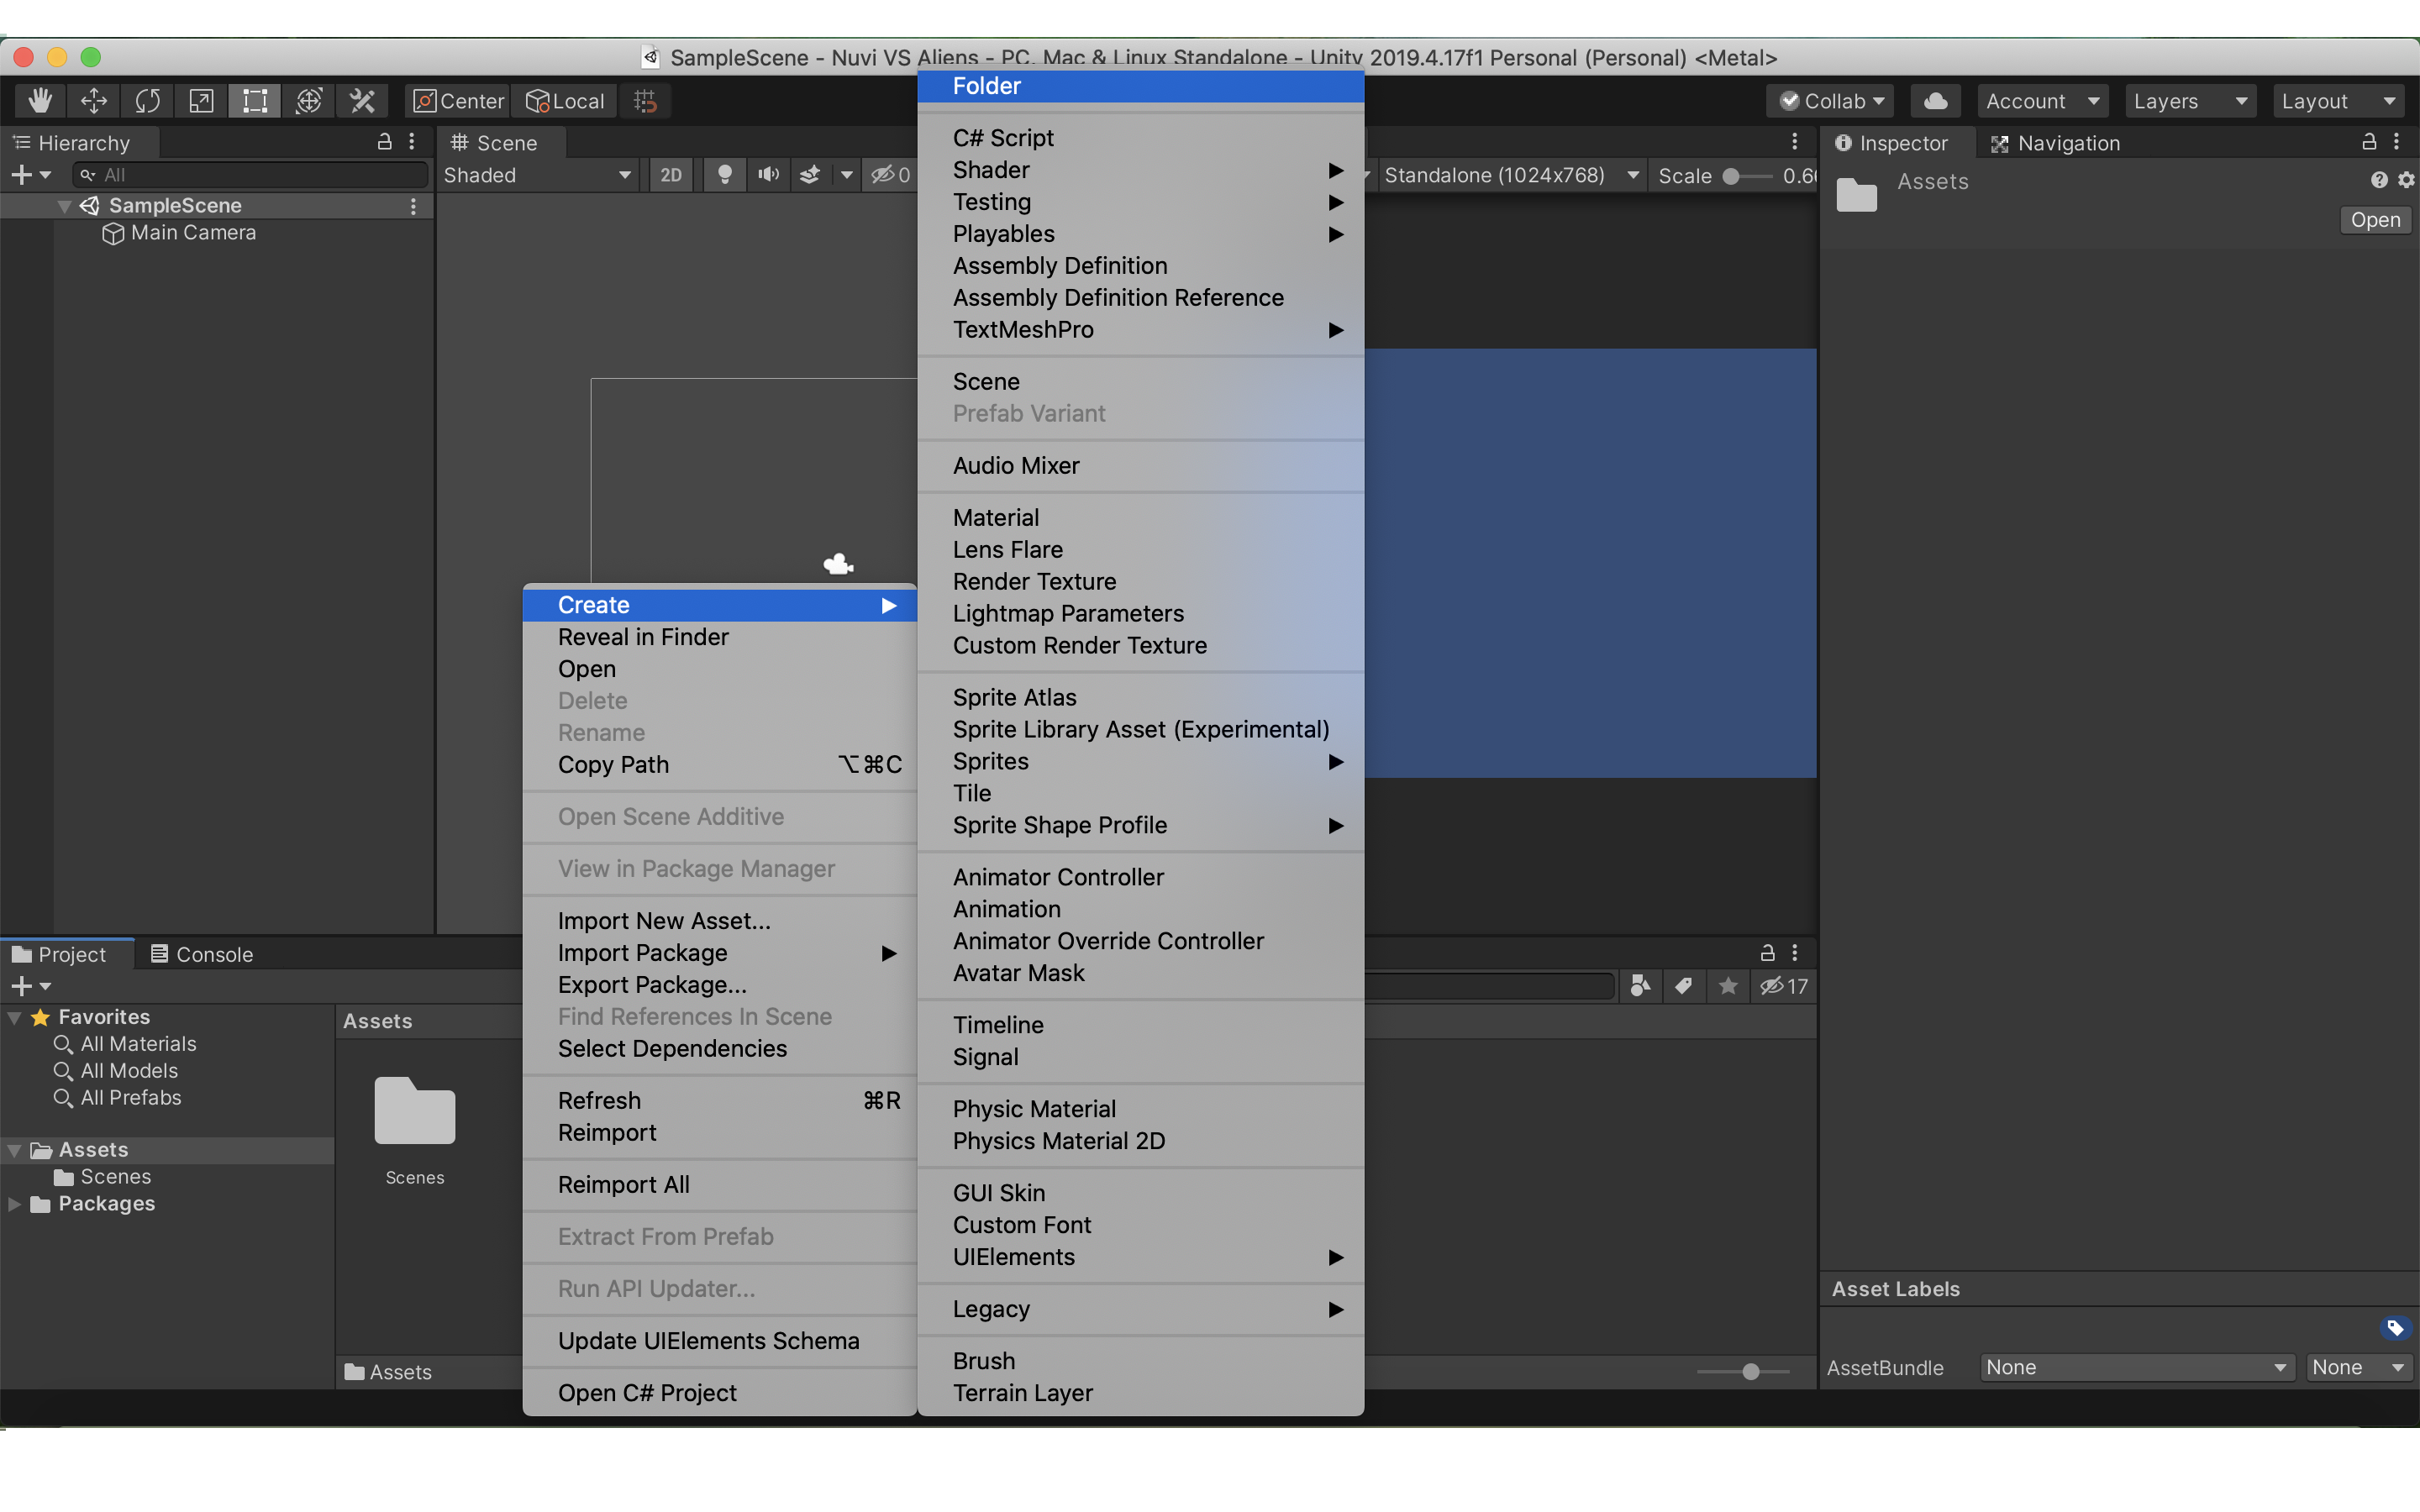 SampleScene - Nuvi VS Aliens - PC, Mac & Linux Standalone - Unity 2019.4.17f1 Personal (Personal) <Metal>
Center
Local
Collab
Account
Layers
Layout
Hierarchy
All
SampleScene
Main Camera
Scene
Shaded
2D
0
Standalone (1024x768)
Scale
Inspector
Navigation
Assets
Open
Create
Reveal in Finder
Open
Delete
Rename
Copy Path ⌥⌘C
Open Scene Additive
View in Package Manager
Import New Asset...
Import Package
Export Package...
Find References In Scene
Select Dependencies
Refresh ⌘R
Reimport
Reimport All
Extract From Prefab
Run API Updater...
Update UIElements Schema
Open C# Project
Folder
C# Script
Shader
Testing
Playables
Assembly Definition
Assembly Definition Reference
TextMeshPro
Scene
Prefab Variant
Audio Mixer
Material
Lens Flare
Render Texture
Lightmap Parameters
Custom Render Texture
Sprite Atlas
Sprite Library Asset (Experimental)
Sprites
Tile
Sprite Shape Profile
Animator Controller
Animation
Animator Override Controller
Avatar Mask
Timeline
Signal
Physic Material
Physics Material 2D
GUI Skin
Custom Font
UIElements
Legacy
Brush
Terrain Layer
Project
Console
17
Favorites
All Materials
All Models
All Prefabs
Assets
Scenes
Packages
Assets
Scenes
Assets
Asset Labels
AssetBundle
None
None